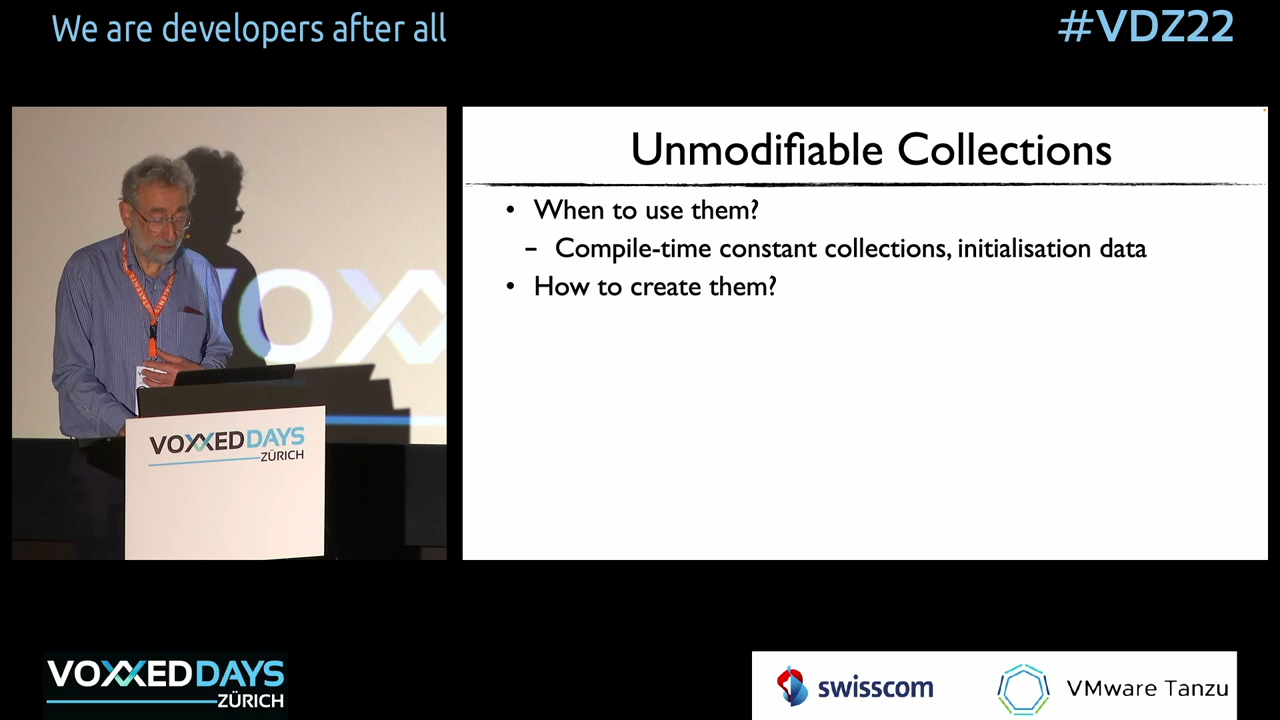 We are developers after all
#VDZ22
Unmodifiable Collections
• When to use them?
– Compile-time constant collections, initialisation data
• How to create them?
VOXXED DAYS
ZÜRICH
VOXXED DAYS
ZÜRICH
swisscom
VMware Tanzu